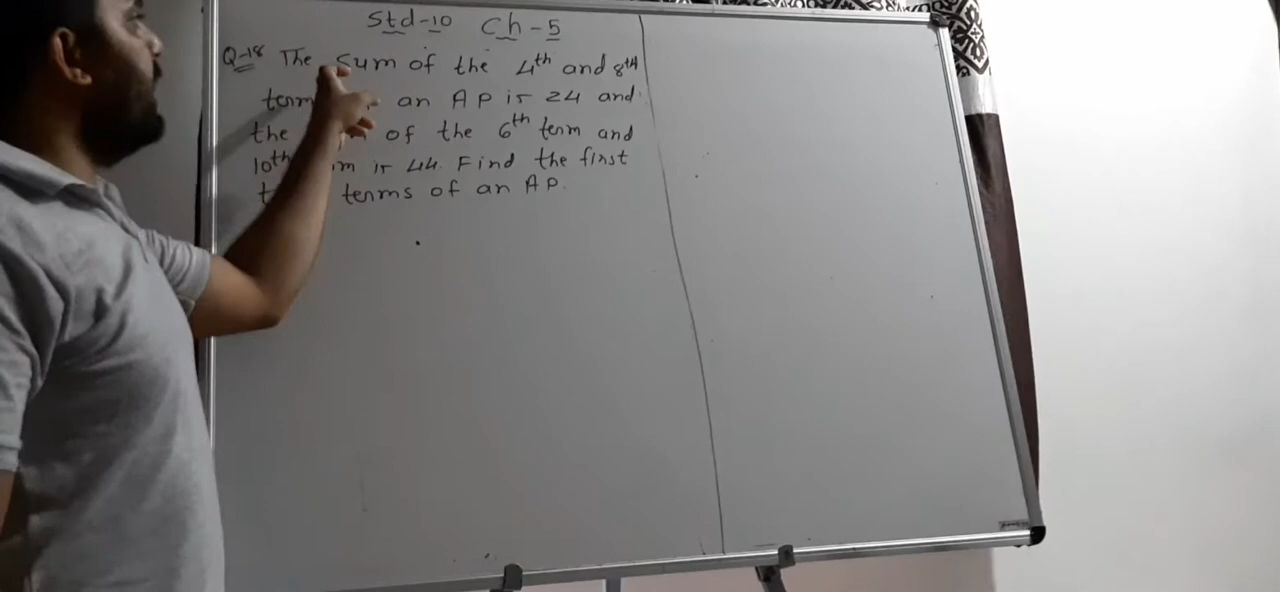 Std-10 Ch-5
Q-18 The Sum of the 4th and 8th
term an AP is 24 and
the of the 6th term and
10th is 44. Find the first
terms of an AP.